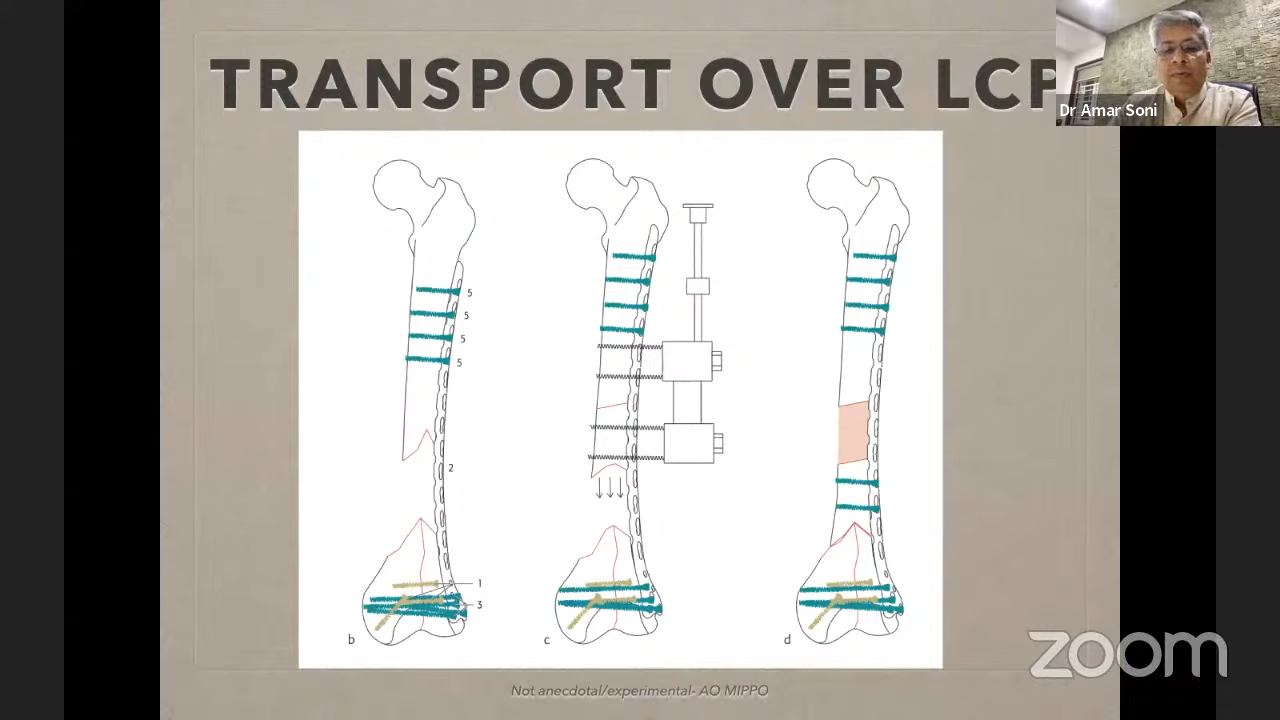 TRANSPORT OVER LCP
Dr Amar Soni
5
5
5
5
2
1
3
b
c
d
zoom
Not anecdotal/experimental- AO MIPPO